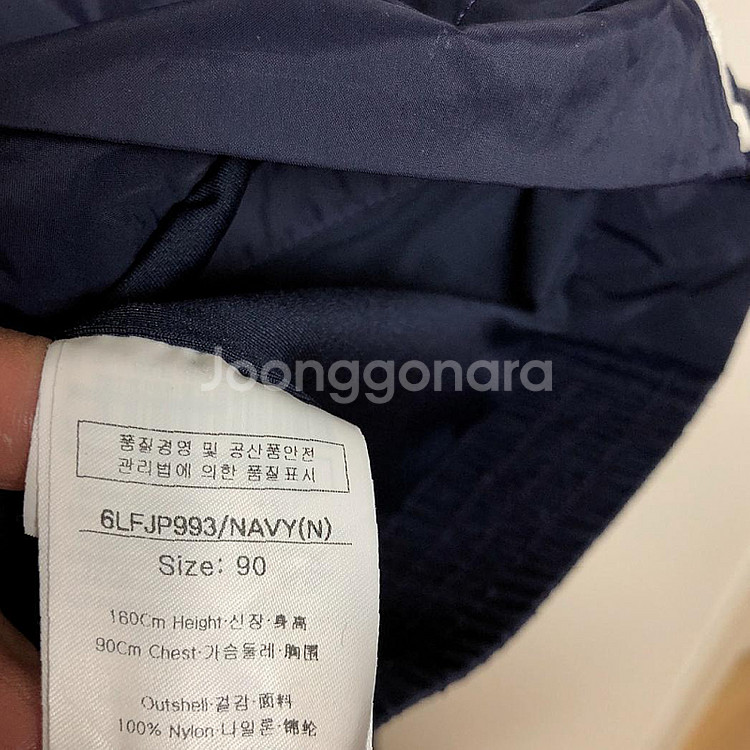 Joonggonara
품질경영 및 공산품안전
관리법에 의한 품질표시
6LFJP993/NAVY(N)
Size: 90
160Cm Height·신장·身高
90Cm Chest·가슴둘레·胸围
Outshell·겉감·面料
100% Nylon·나일론·锦纶